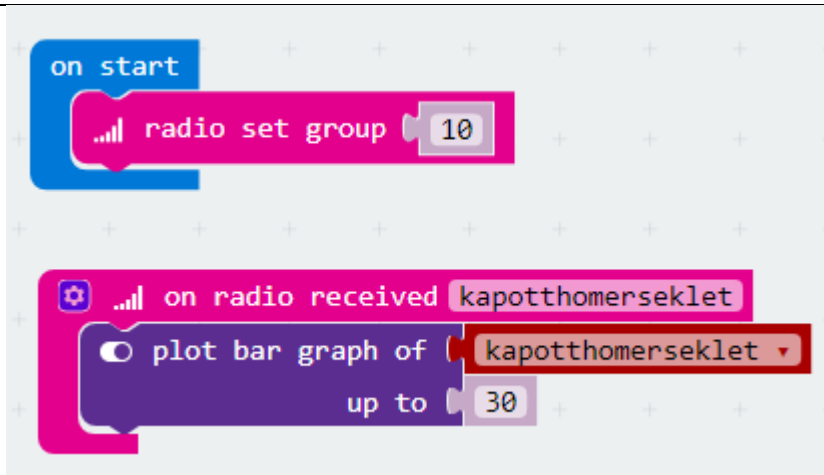 on start
radio set group 10
on radio received kapotthomerseklet
plot bar graph of kapotthomerseklet
up to 30